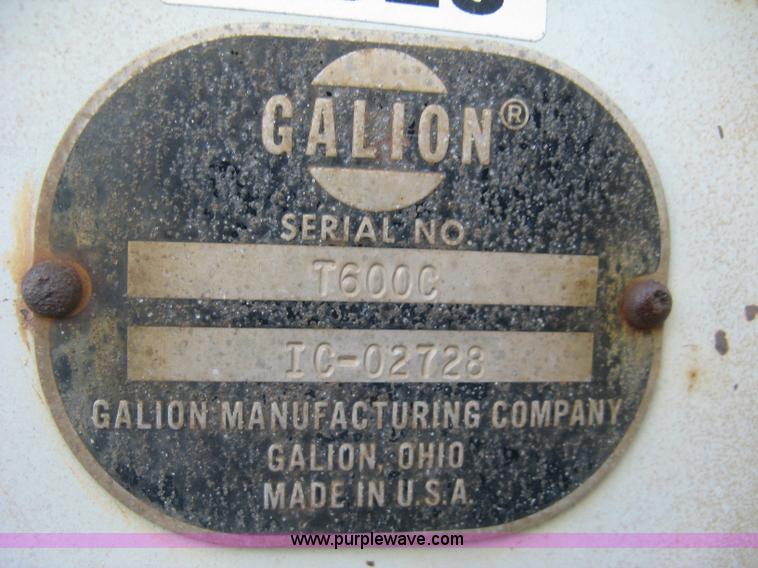 GALION®
SERIAL NO.
T600C
IC-02728
GALION MANUFACTURING COMPANY
GALION, OHIO
MADE IN U.S.A.
www.purplewave.com